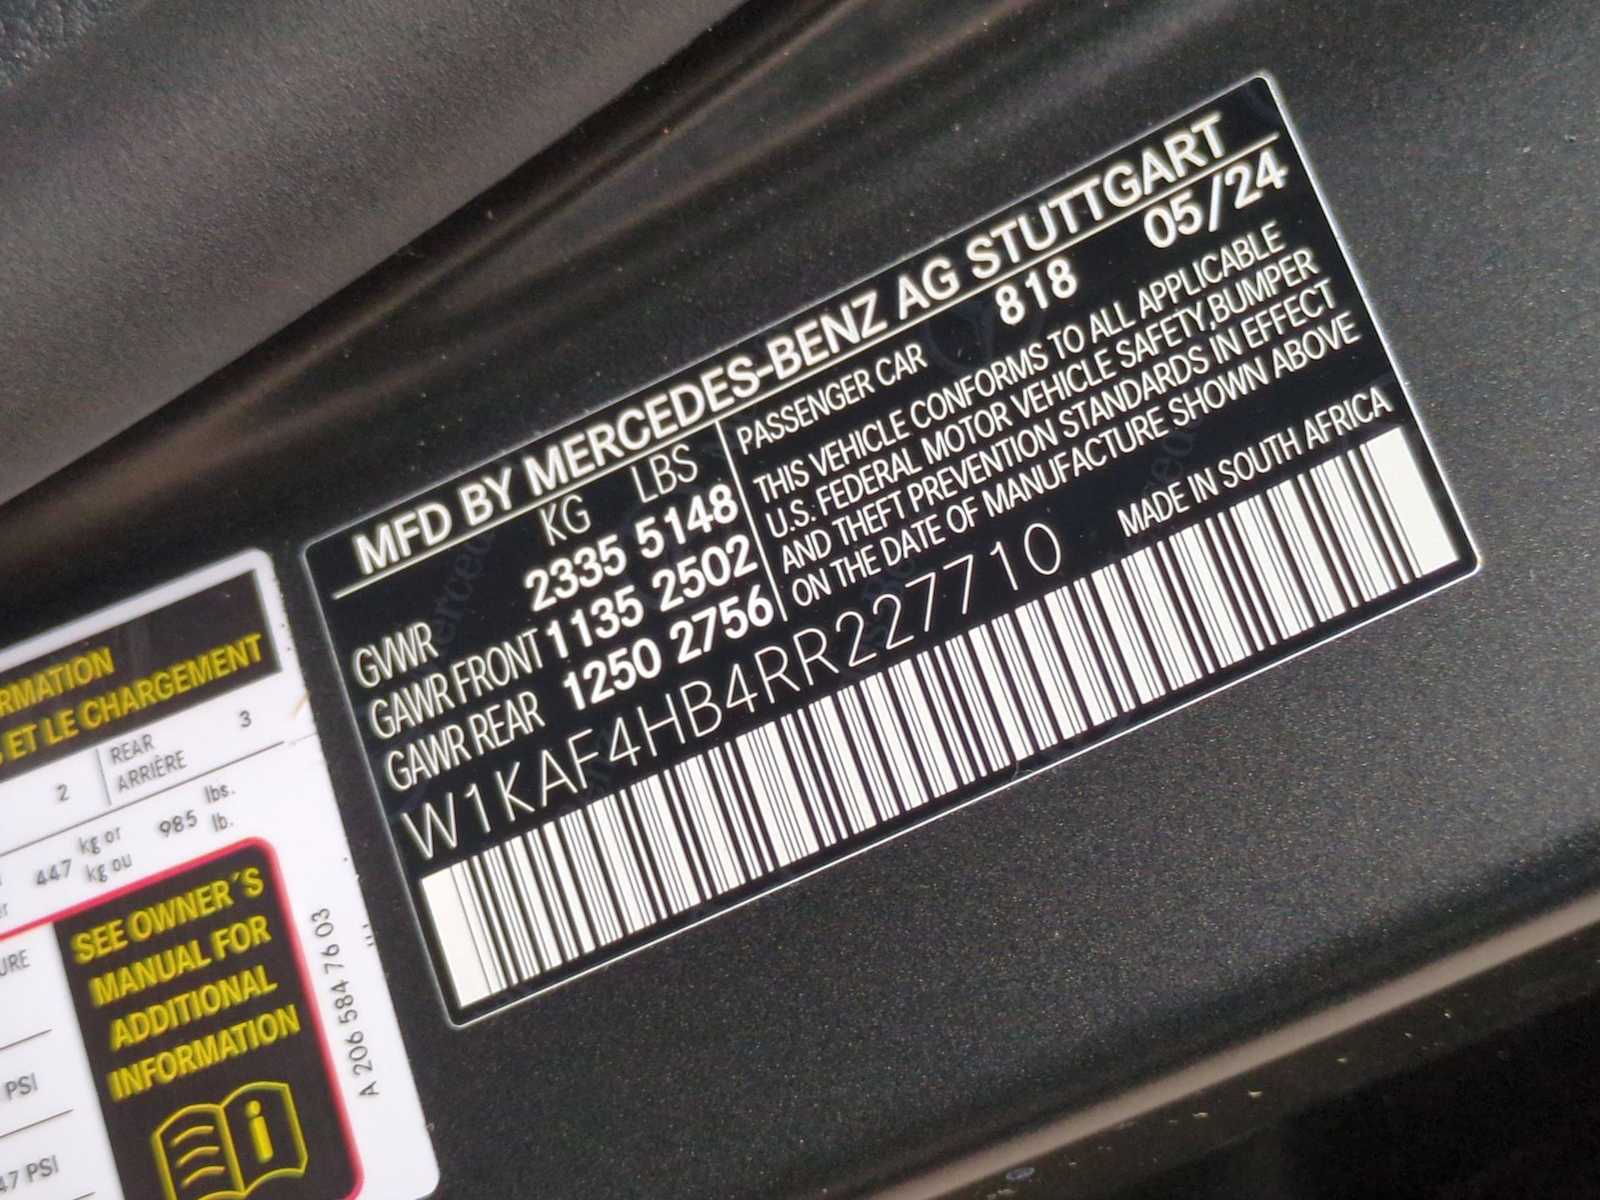 MFD BY MERCEDES-BENZ AG STUTTGART
KG LBS
GVWR 2335 5148
GAWR FRONT 1135 2502
GAWR REAR 1250 2756
PASSENGER CAR 818 05/24
THIS VEHICLE CONFORMS TO ALL APPLICABLE
U.S. FEDERAL MOTOR VEHICLE SAFETY, BUMPER
AND THEFT PREVENTION STANDARDS IN EFFECT
ON THE DATE OF MANUFACTURE SHOWN ABOVE
W1KAF4HB4RR227710
MADE IN SOUTH AFRICA
ET LE CHARGEMENT
2 REAR 3
ARRIÈRE
447 kg or 985 lbs.
kg ou lb.
SEE OWNER´S
MANUAL FOR
ADDITIONAL
INFORMATION
PSI
47 PSI
A 206 584 76 03